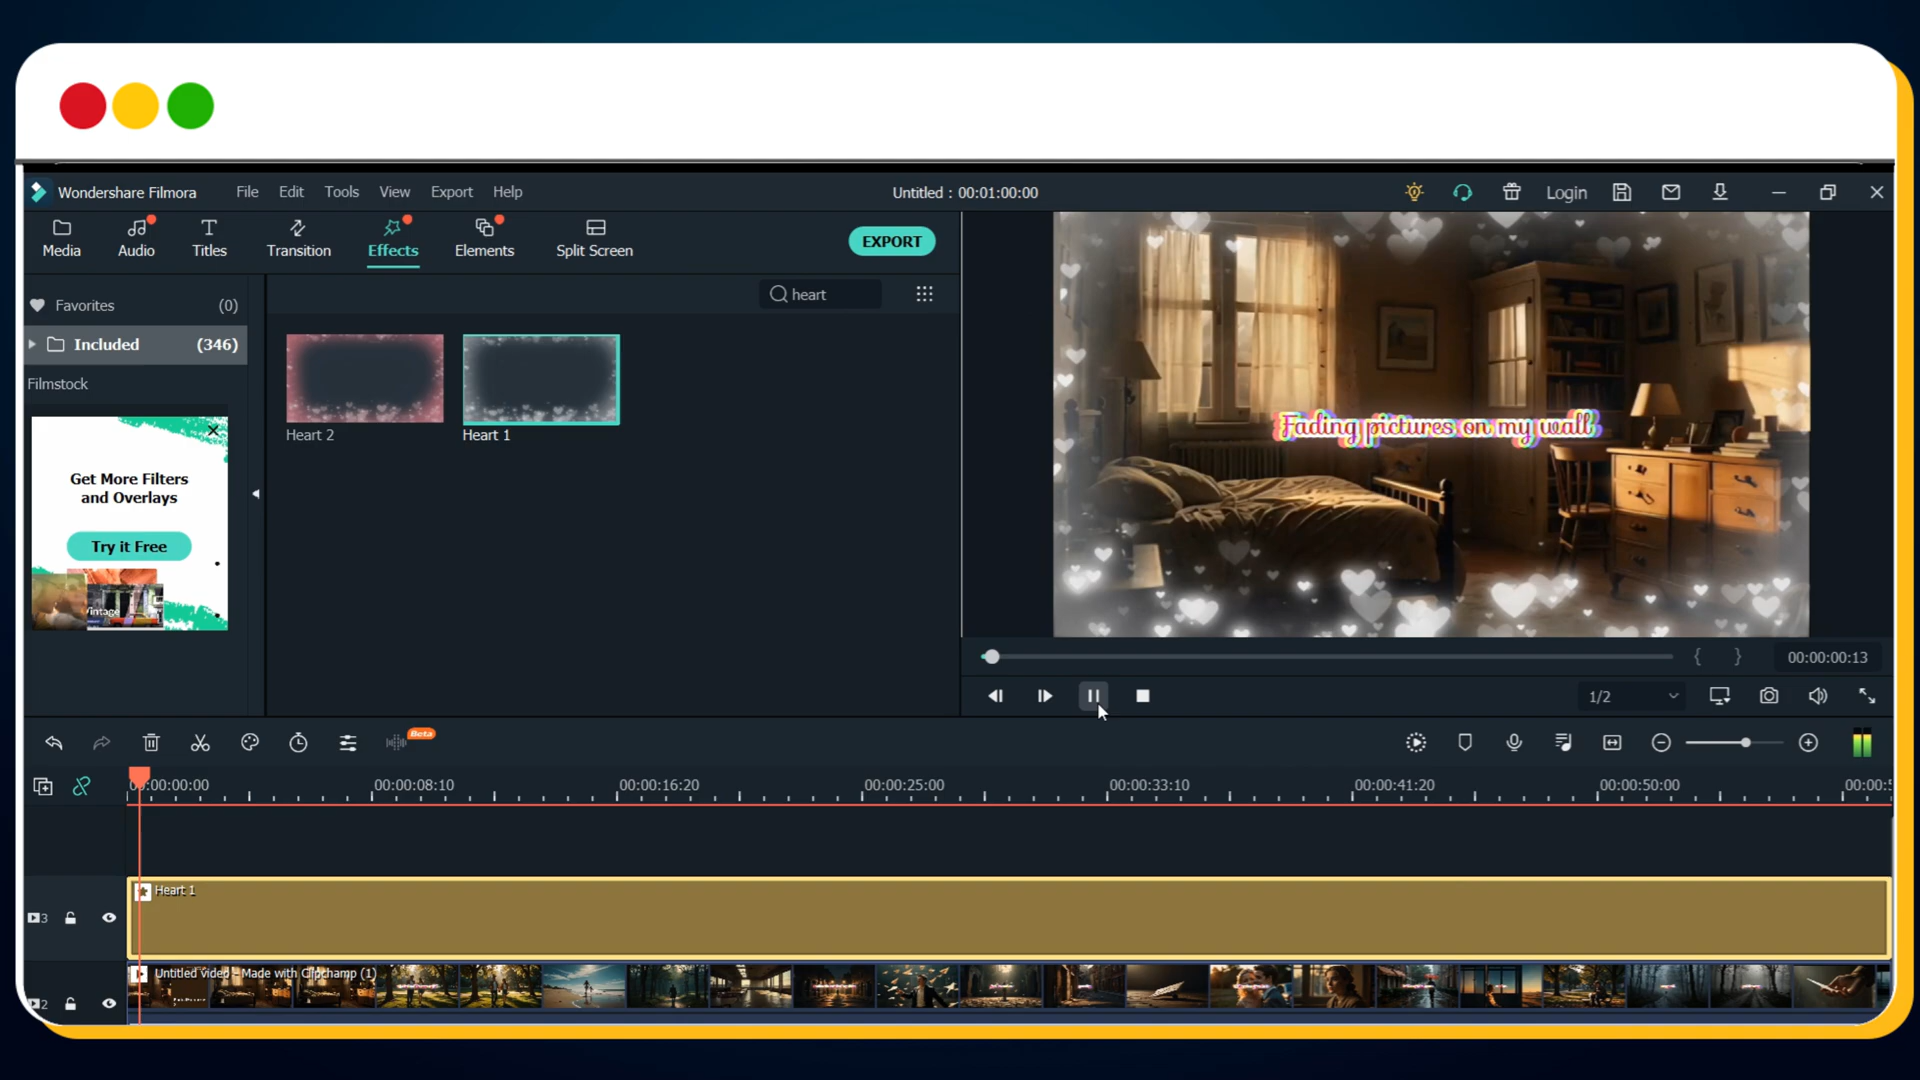 Wondershare Filmora File Edit Tools View Export Help Untitled : 00:01:00:00 Login
Media Audio Titles Transition Effects Elements Split Screen EXPORT
Favorites (0)
heart
Included (346)
Filmstock
Get More Filters
and Overlays
Try it Free
Vintage
Heart 2 Heart 1
Fading pictures on my wall
{ } 00:00:00:13
1/2
Beta
00:00:00:00 00:00:08:10 00:00:16:20 00:00:25:00 00:00:33:10 00:00:41:20 00:00:50:00
Heart 1
3
Untitled video - Made with Clipchamp (1)
2